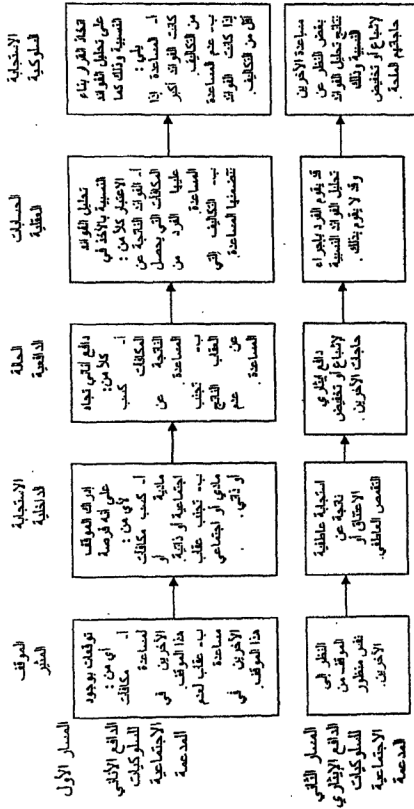 الموقف
المثير
الاستجابة
الداخلية
الحالة
الدافعية
الحسابات
العقلية
الاستجابة
السلوكية
المسار الأول
الدافع الأناني
للسلوكيات
الاجتماعية
المدعمة
توقعات بوجود
أي من :
أ- مكافآت
لمساعدة
الآخرين في
هذا الموقف.
ب- عقاب لعدم
مساعدة
الآخرين في
هذا الموقف.
إدراك الموقف
على أنه فرصة
لأي من :
أ- كسب مكافآت
مادية أو
اجتماعية أو ذاتية.
ب- تجنب عقاب
مادي أو اجتماعي
أو ذاتي.
دافع أناني تجاه
كلاً من:
أ- كسب
المكافآت
الناتجة عن
المساعدة
ب- تجنب
العقاب الناتج
عن عدم
المساعدة.
تحليل الفوائد
النسبية بالأخذ في
الاعتبار كلاً من :
أ- الفوائد الناتجة عن
المكافآت التي يحصل
عليها الفرد من
المساعدة.
ب- التكاليف التي
تتضمنها المساعدة.
اتخاذ القرار بناء
على تحليل الفوائد
النسبية وذلك كما
يلي :
أ- المساعدة إذا
كانت الفوائد أكبر
من التكاليف.
ب- عدم المساعدة
إذا كانت الفوائد
أقل من التكاليف.
المسار الثاني
الدافع الإيثاري
للسلوكيات
الاجتماعية
المدعمة
النظر إلى
الموقف من
نفس منظور
الآخرين.
استجابة عاطفية
ناتجة عن
الاعتناق أو
التقمص العاطفي.
دافع إيثاري
لإشباع أو تخفيض
حاجات الآخرين.
قد يقوم الفرد بإجراء
تحليل الفوائد النسبية
وقد لا يقوم بذلك.
مساعدة الآخرين
بغض النظر عن
نتائج تحليل الفوائد
النسبية وذلك
لإشباع أو تخفيض
حاجاتهم الملحة.